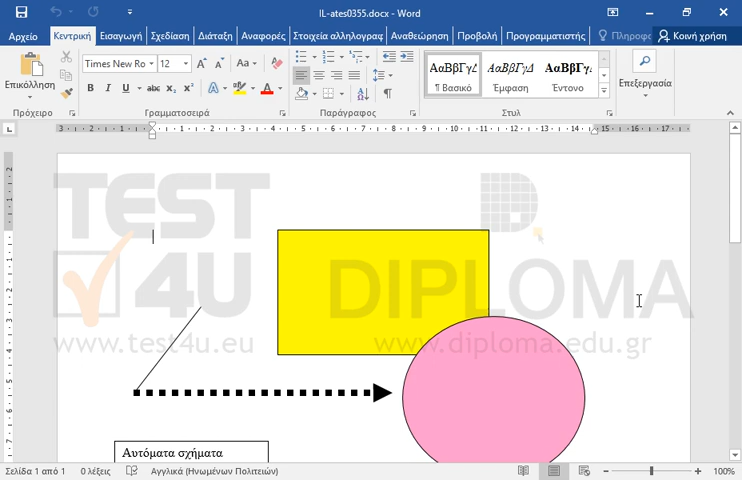 IL-ates0355.docx - Word
Αρχείο Κεντρική Εισαγωγή Σχεδίαση Διάταξη Αναφορές Στοιχεία αλληλογραφ Αναθεώρηση Προβολή Προγραμματιστής Πληροφο Κοινή χρήση
Επικόλληση
Times New Ro 12
ΑαΒβΓγΔ ΑαΒβΓγΔ ΑαΒβΓγΔ
¶ Βασικό Έμφαση Έντονο
Επεξεργασία
Πρόχειρο Γραμματοσειρά Παράγραφος Στυλ
TEST
4U
www.test4u.eu
DIPLOMA
www.diploma.edu.gr
Αυτόματα σχήματα
Σελίδα 1 από 1 0 λέξεις Αγγλικά (Ηνωμένων Πολιτειών) 100%